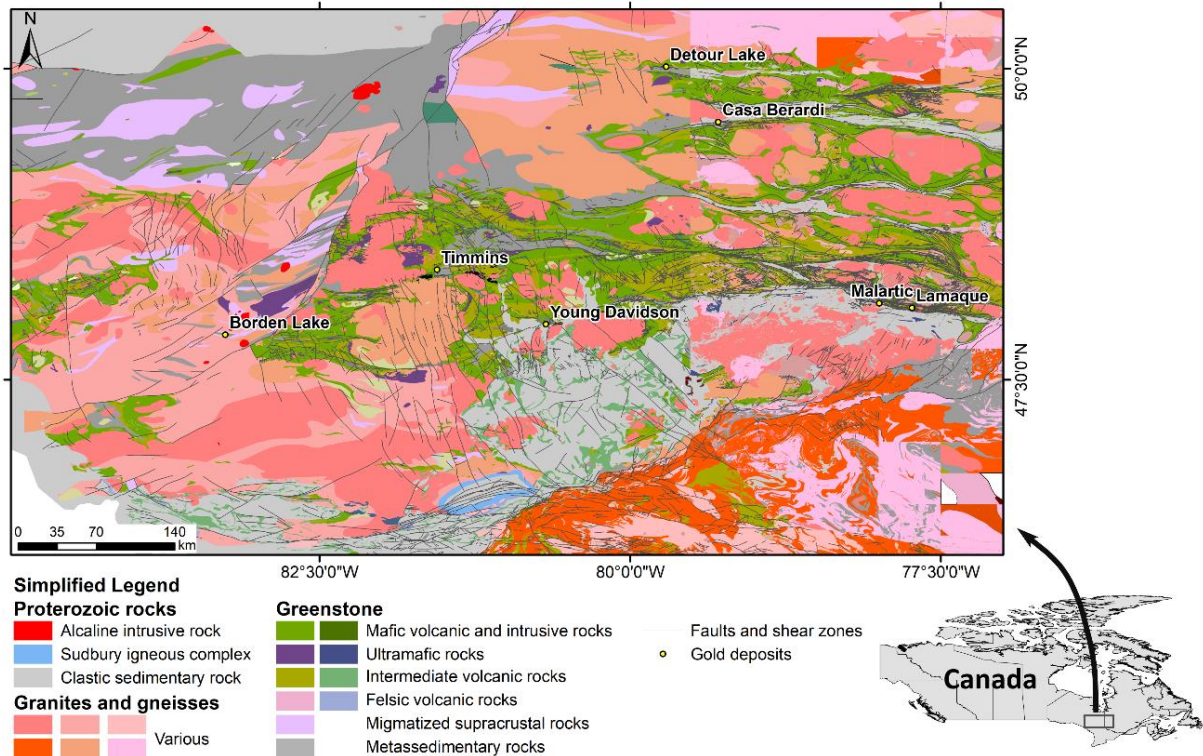 N
Detour Lake
50°0'0"N
Casa Berardi
Timmins
Malartic
Lamaque
Young Davidson
Borden Lake
47°30'0"N
0 35 70 140
km
82°30'0"W
80°0'0"W
77°30'0"W
Simplified Legend
Proterozoic rocks
Alcaline intrusive rock
Sudbury igneous complex
Clastic sedimentary rock
Granites and gneisses
Various
Greenstone
Mafic volcanic and intrusive rocks
Ultramafic rocks
Intermediate volcanic rocks
Felsic volcanic rocks
Migmatized supracrustal rocks
Metassedimentary rocks
Faults and shear zones
Gold deposits
Canada